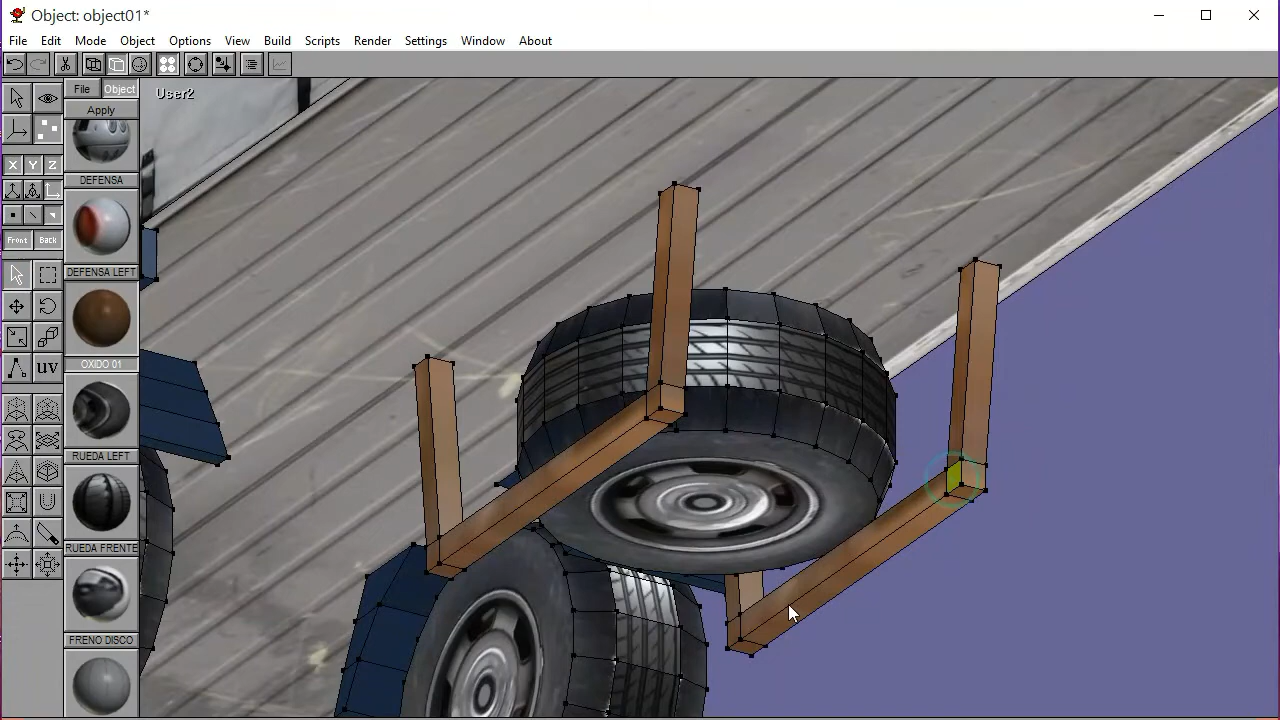 Object: object01*
File Edit Mode Object Options View Build Scripts Render Settings Window About
File Object
User2
Apply
DEFENSA
X Y Z
Front Back
DEFENSA LEFT
OXIDO 01
uv
RUEDA LEFT
RUEDA FRENTE
FRENO DISCO